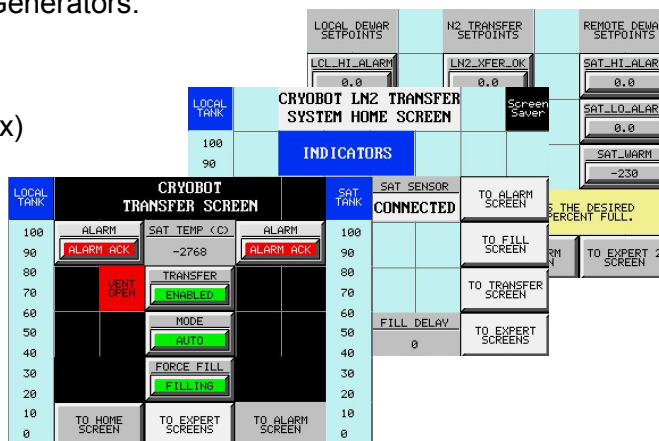 Generators.
x)
LOCAL DEWAR
SETPOINTS
N2 TRANSFER
SETPOINTS
REMOTE DEWA
SETPOINTS
LCL_HI_ALARM
0.0
LN2_XFER_OK
0.0
SAT_HI_ALAR
0.0
SAT_LO_ALAR
0.0
SAT_WARM
-230
THE DESIRED
PERCENT FULL.
TO EXPERT 2
SCREEN
LOCAL
TANK
CRYOBOT LN2 TRANSFER
SYSTEM HOME SCREEN
Screen
Saver
100
90
INDICATORS
SAT SENSOR
CONNECTED
FILL DELAY
0
TO ALARM
SCREEN
TO FILL
SCREEN
TO TRANSFER
SCREEN
TO EXPERT
SCREENS
LOCAL
TANK
CRYOBOT
TRANSFER SCREEN
SAT
TANK
100
90
80
70
60
50
40
30
20
10
0
ALARM
ALARM ACK
SAT TEMP (C)
-2768
ALARM
ALARM ACK
VENT
OPEN
TRANSFER
ENABLED
MODE
AUTO
FORCE FILL
FILLING
TO HOME
SCREEN
TO EXPERT
SCREENS
TO ALARM
SCREEN
100
90
80
70
60
50
40
30
20
10
0